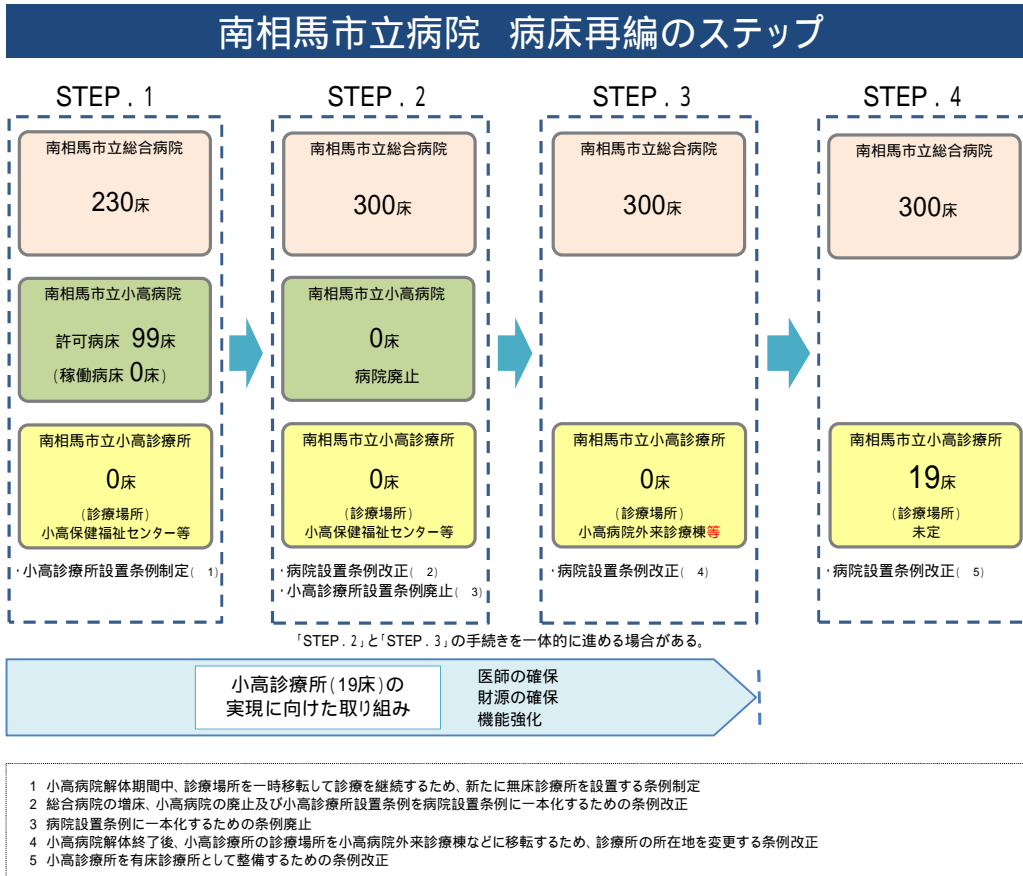 南相馬市立病院　病床再編のステップ
STEP．1
南相馬市立総合病院
230床
南相馬市立小高病院
許可病床 99床
(稼働病床 0床)
南相馬市立小高診療所
0床
(診療場所)
小高保健福祉センター等
・小高診療所設置条例制定( 1)
STEP．2
南相馬市立総合病院
300床
南相馬市立小高病院
0床
病院廃止
南相馬市立小高診療所
0床
(診療場所)
小高保健福祉センター等
・病院設置条例改正( 2)
・小高診療所設置条例廃止( 3)
STEP．3
南相馬市立総合病院
300床
南相馬市立小高診療所
0床
(診療場所)
小高病院外来診療棟等
・病院設置条例改正( 4)
STEP．4
南相馬市立総合病院
300床
南相馬市立小高診療所
19床
(診療場所)
未定
・病院設置条例改正( 5)
「STEP．2」と「STEP．3」の手続きを一体的に進める場合がある。
小高診療所(19床)の
実現に向けた取り組み
医師の確保
財源の確保
機能強化
1 小高病院解体期間中、診療場所を一時移転して診療を継続するため、新たに無床診療所を設置する条例制定
2 総合病院の増床、小高病院の廃止及び小高診療所設置条例を病院設置条例に一本化するための条例改正
3 病院設置条例に一本化するための条例廃止
4 小高病院解体終了後、小高診療所の診療場所を小高病院外来診療棟などに移転するため、診療所の所在地を変更する条例改正
5 小高診療所を有床診療所として整備するための条例改正